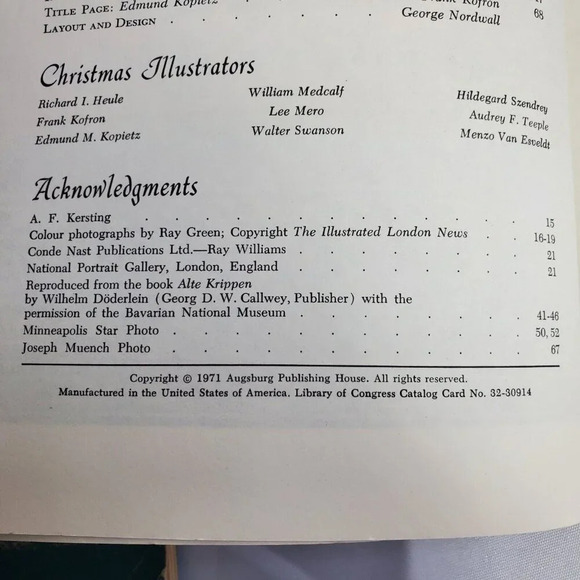 Kofron
Title Page: Edmund Kopietz
Layout and Design . . . . . . . George Nordwall 68
Christmas Illustrators
Richard I. Heule William Medcalf Hildegard Szendrey
Frank Kofron Lee Mero Audrey F. Teeple
Edmund M. Kopietz Walter Swanson Menzo Van Esveldt
Acknowledgments
A. F. Kersting . . . . . . . . . . . . . 15
Colour photographs by Ray Green; Copyright The Illustrated London News . . 16-19
Conde Nast Publications Ltd.—Ray Williams . . . . . . . 21
National Portrait Gallery, London, England . . . . . . . 21
Reproduced from the book Alte Krippen
by Wilhelm Döderlein (Georg D. W. Callwey, Publisher) with the
permission of the Bavarian National Museum . . . . . . . 41-46
Minneapolis Star Photo . . . . . . . . . . . 50, 52
Joseph Muench Photo . . . . . . . . . . . 67
Copyright © 1971 Augsburg Publishing House. All rights reserved.
Manufactured in the United States of America. Library of Congress Catalog Card No. 32-30914